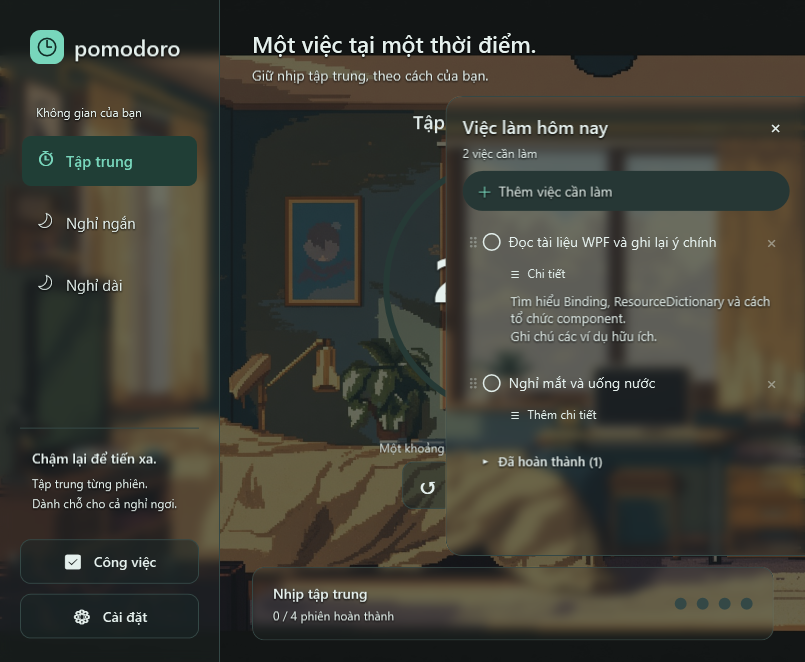 pomodoro
Không gian của bạn
Tập trung
Nghỉ ngắn
Nghỉ dài
Chậm lại để tiến xa.
Tập trung từng phiên.
Dành chỗ cho cả nghỉ ngơi.
Công việc
Cài đặt
Một việc tại một thời điểm.
Giữ nhịp tập trung, theo cách của bạn.
Tập
Một khoảng
Việc làm hôm nay
2 việc cần làm
Thêm việc cần làm
Đọc tài liệu WPF và ghi lại ý chính
Chi tiết
Tìm hiểu Binding, ResourceDictionary và cách
tổ chức component.
Ghi chú các ví dụ hữu ích.
Nghỉ mắt và uống nước
Thêm chi tiết
Đã hoàn thành (1)
Nhịp tập trung
0 / 4 phiên hoàn thành